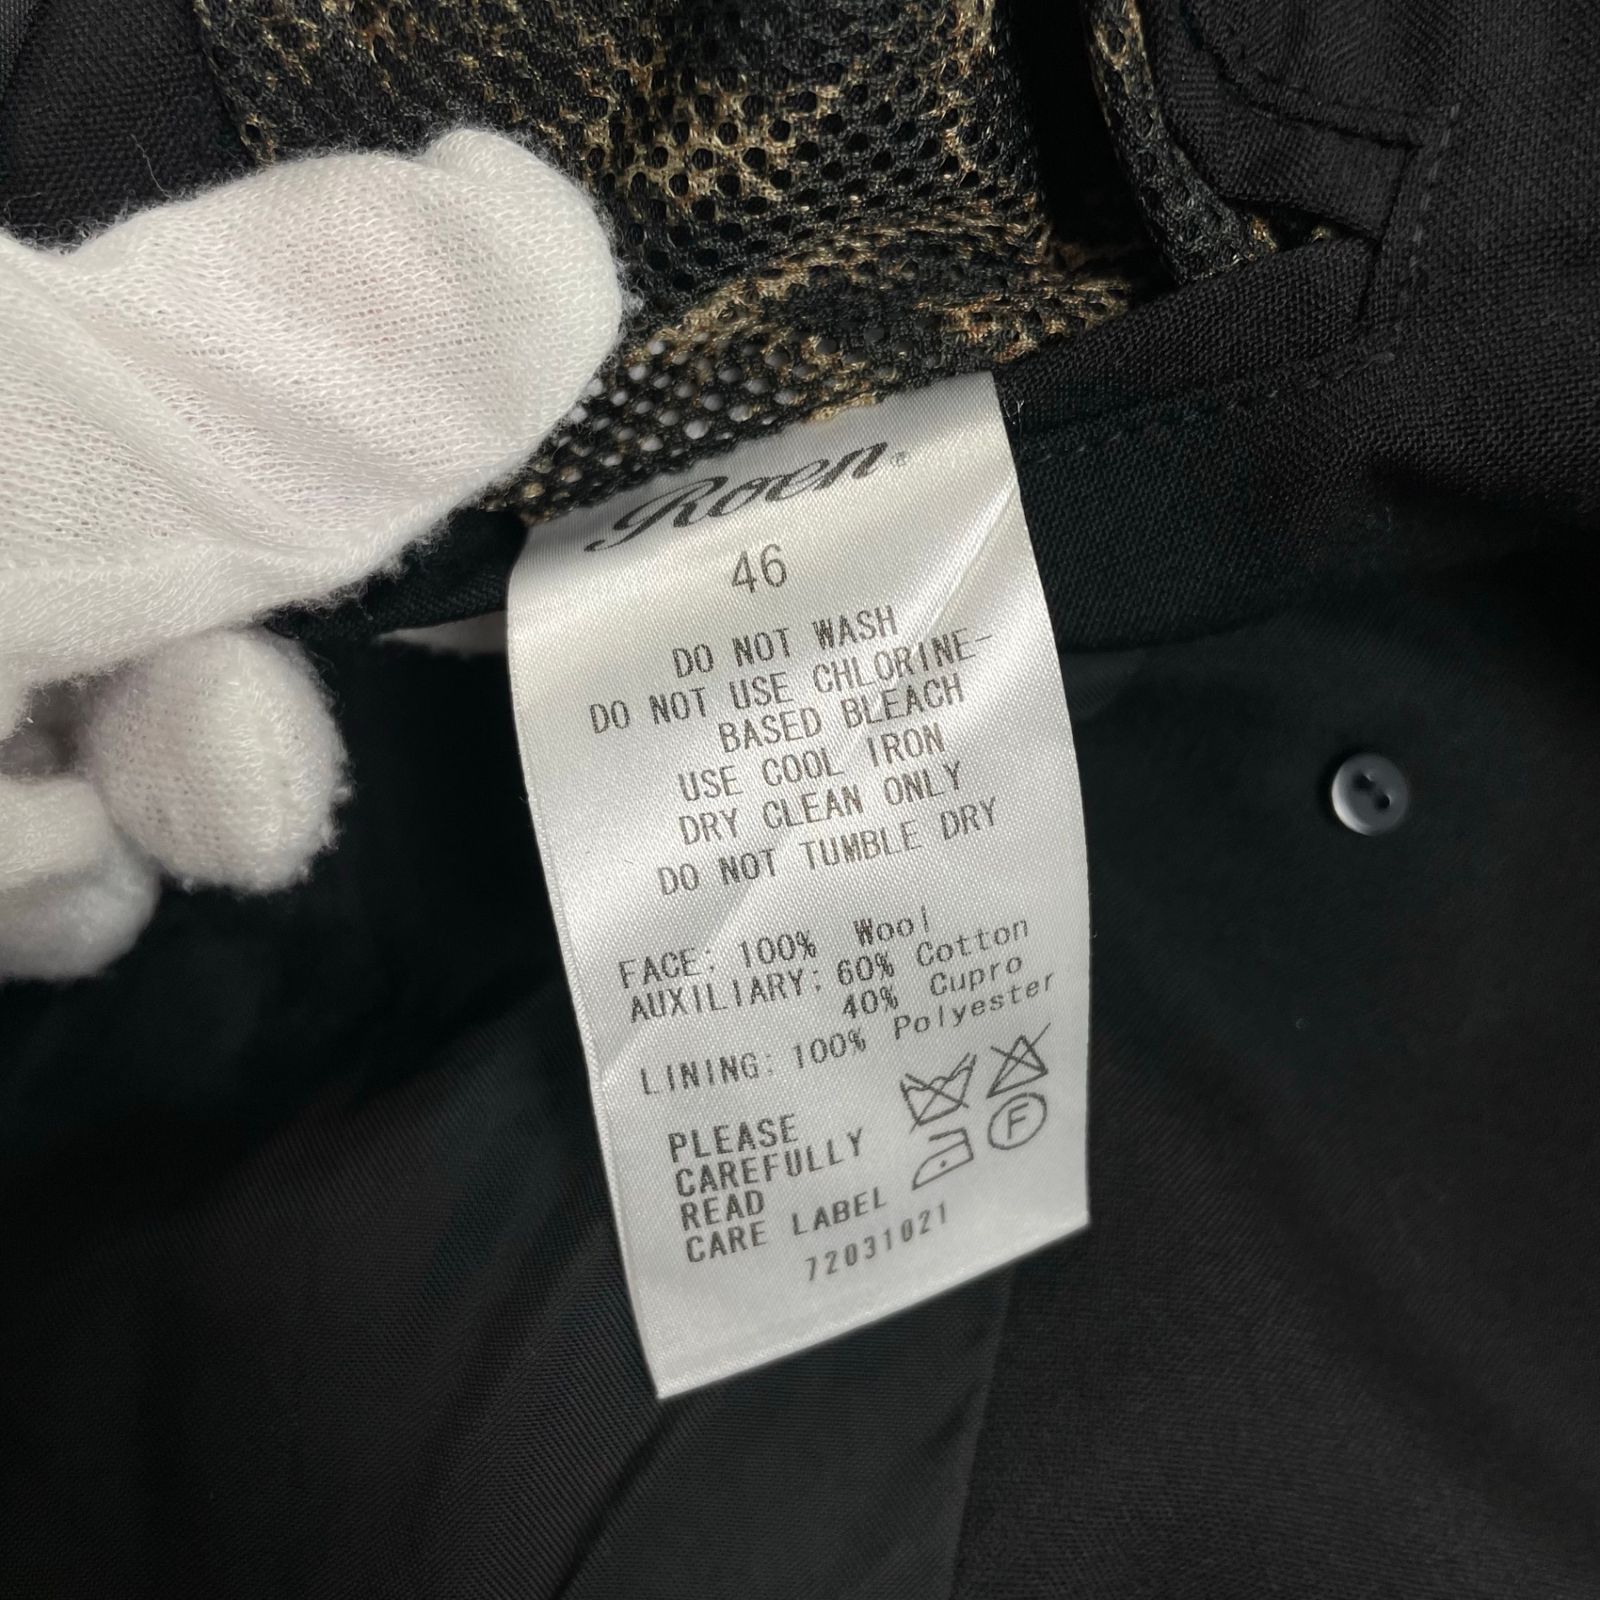 Roen®
46
DO NOT WASH
DO NOT USE CHLORINE-
BASED BLEACH
USE COOL IRON
DRY CLEAN ONLY
DO NOT TUMBLE DRY
FACE: 100% Wool
AUXILIARY: 60% Cotton
40% Cupro
LINING: 100% Polyester
PLEASE
CAREFULLY
READ
CARE LABEL
F
72031021